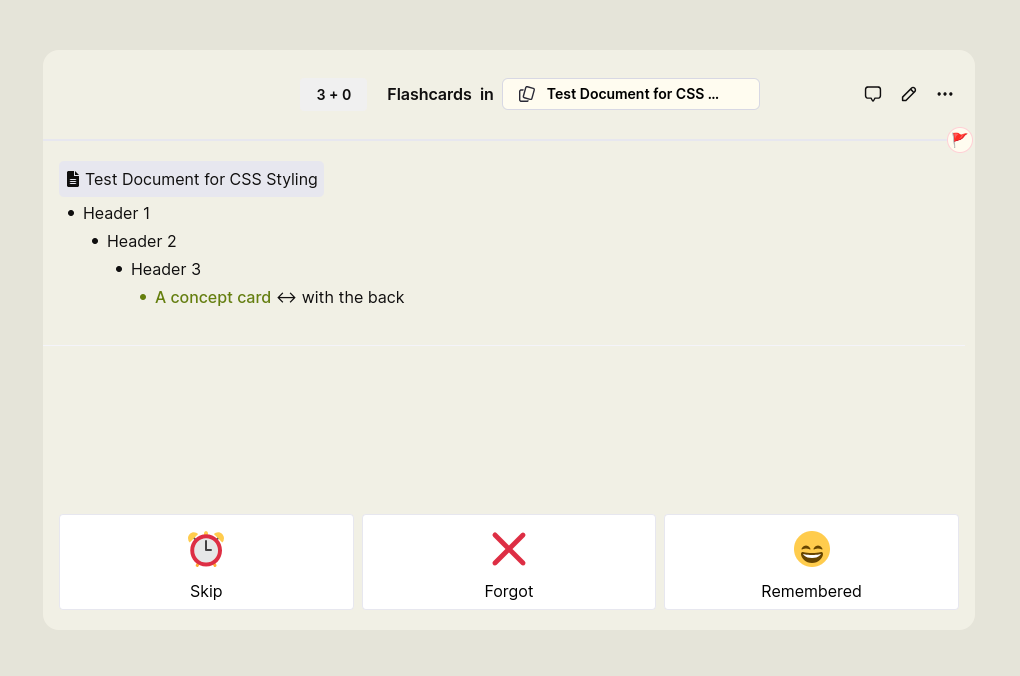 3 + 0 Flashcards in Test Document for CSS ...
Test Document for CSS Styling
Header 1
Header 2
Header 3
A concept card ↔ with the back
Skip Forgot Remembered